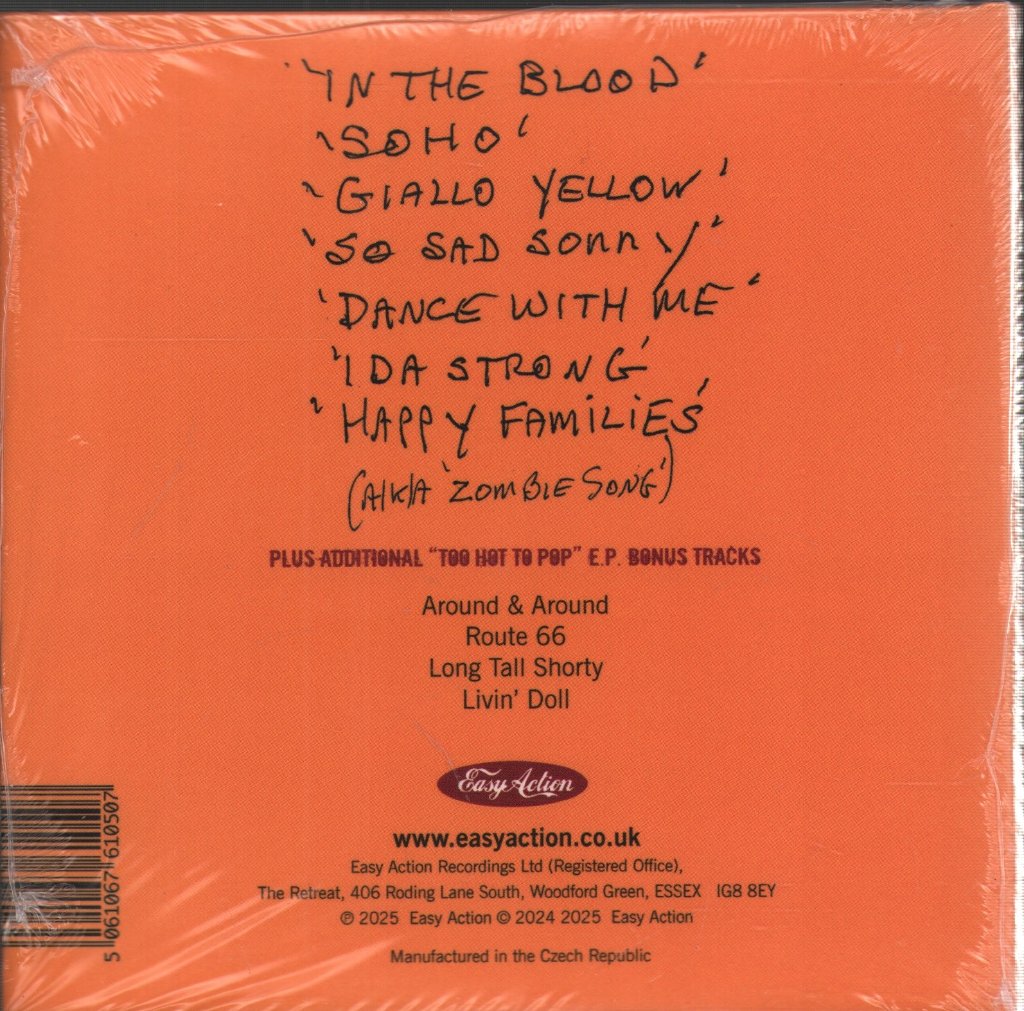 'IN THE BLOOD'
'SOHO'
'GIALLO YELLOW'
'SO SAD SORRY'
'DANCE WITH ME'
'IDA STRONG'
'HAPPY FAMILIES'
(A/K/A 'ZOMBIE SONG')
PLUS ADDITIONAL "TOO HOT TO POP" E.P. BONUS TRACKS
Around & Around
Route 66
Long Tall Shorty
Livin' Doll
Easy Action
www.easyaction.co.uk
Easy Action Recordings Ltd (Registered Office),
The Retreat, 406 Roding Lane South, Woodford Green, ESSEX IG8 8EY
℗ 2025 Easy Action © 2024 2025 Easy Action
Manufactured in the Czech Republic
5 061067 610507